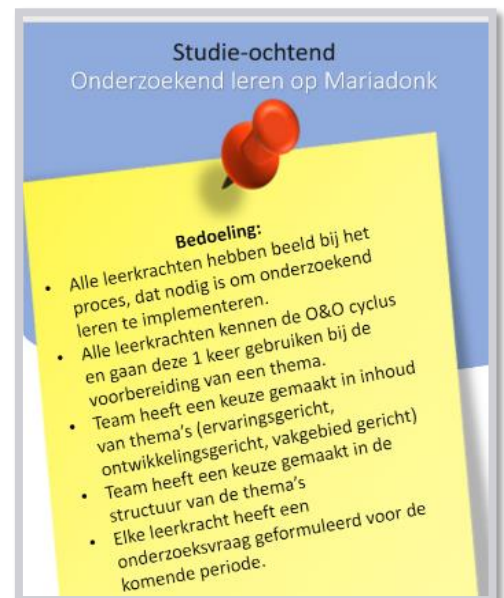 Studie-ochtend
Onderzoekend leren op Mariadonk
Bedoeling:
• Alle leerkrachten hebben beeld bij het
proces, dat nodig is om onderzoekend
leren te implementeren.
• Alle leerkrachten kennen de O&O cyclus
en gaan deze 1 keer gebruiken bij de
voorbereiding van een thema.
• Team heeft een keuze gemaakt in inhoud
van thema's (ervaringsgericht,
ontwikkelingsgericht, vakgebied gericht)
• Team heeft een keuze gemaakt in de
structuur van de thema's
• Elke leerkracht heeft een
onderzoeksvraag geformuleerd voor de
komende periode.